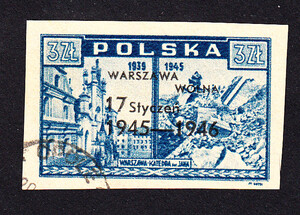 3ZŁ POLSKA 3ZŁ
1939 1945
WARSZAWA
WOLNA
17 Styczeń
1945—1946
WARSZAWA-KATEDRA ŚW. JANA